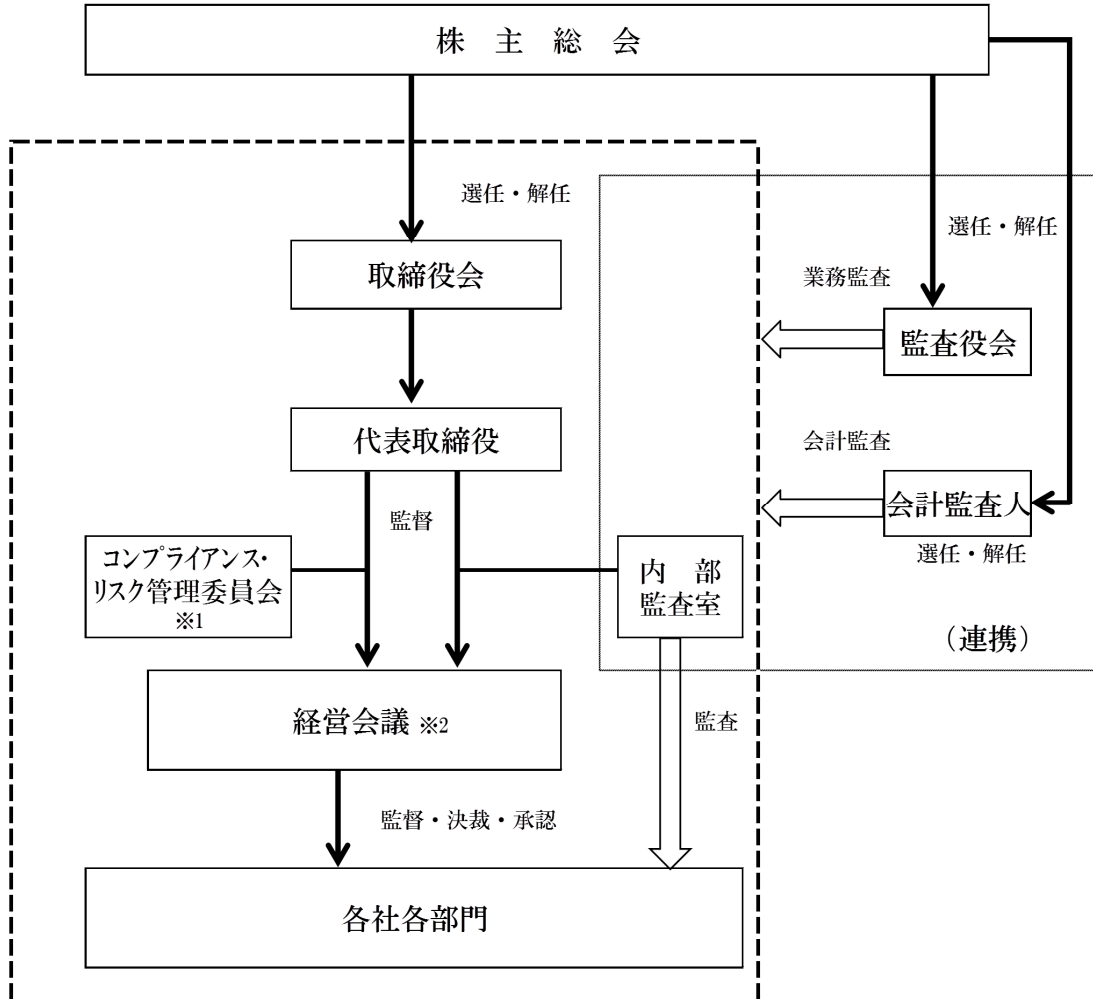 株 主 総 会
選任・解任
選任・解任
取締役会
業務監査
監査役会
代表取締役
会計監査
会計監査人
選任・解任
監督
コンプライアンス・
リスク管理委員会
※1
内 部
監査室
(連携)
経営会議 ※2
監査
監督・決裁・承認
各社各部門